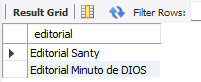 Result Grid Filter Rows:
editorial
Editorial Santy
Editorial Minuto de DIOS